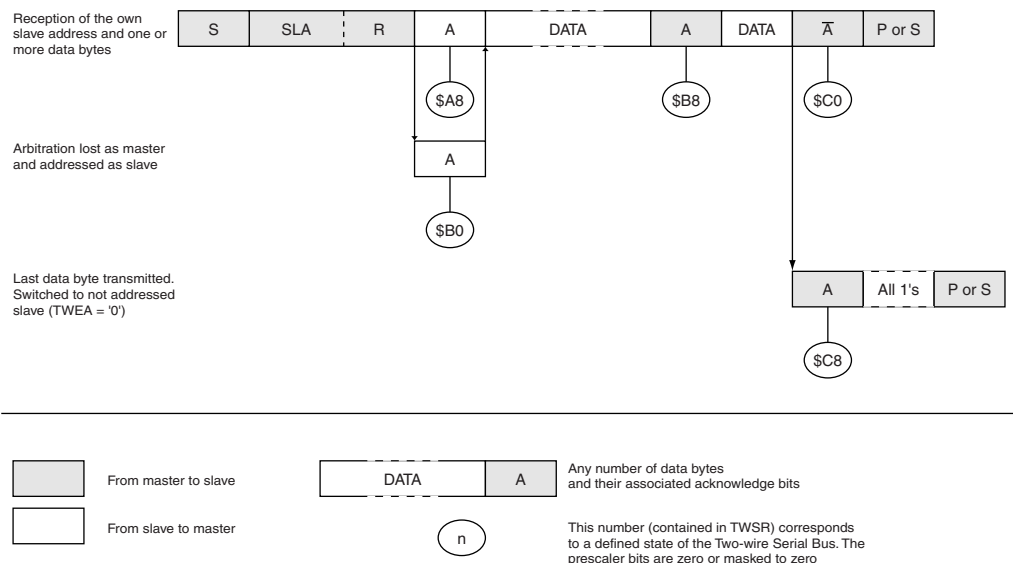 Reception of the own
slave address and one or
more data bytes
S SLA R A DATA A DATA A̅ P or S
$A8 $B8 $C0
Arbitration lost as master
and addressed as slave
A
$B0
Last data byte transmitted.
Switched to not addressed
slave (TWEA = '0')
A All 1's P or S
$C8
From master to slave
DATA A
Any number of data bytes
and their associated acknowledge bits
From slave to master
n
This number (contained in TWSR) corresponds
to a defined state of the Two-wire Serial Bus. The
prescaler bits are zero or masked to zero